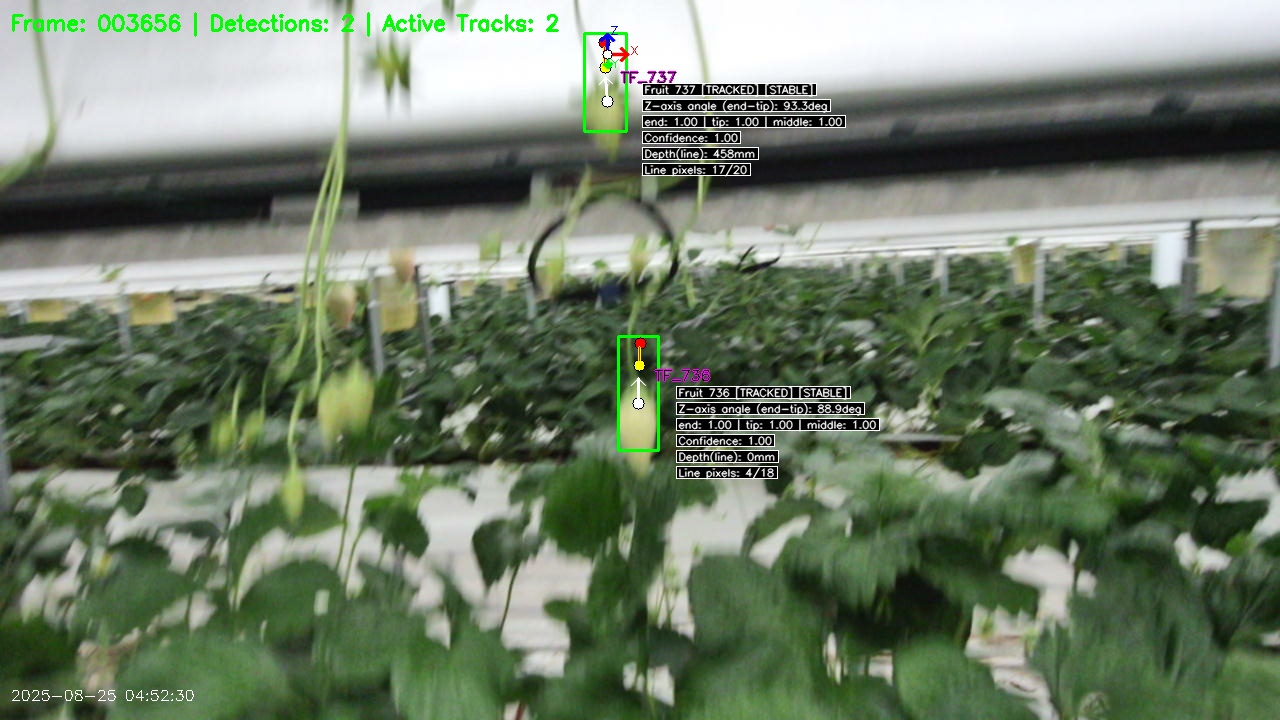 Frame: 003656 | Detections: 2 | Active Tracks: 2
Z
X
TF_737
Fruit 737 [TRACKED] [STABLE]
Z-axis angle (end-tip): 93.3deg
end: 1.00 | tip: 1.00 | middle: 1.00
Confidence: 1.00
Depth(line): 458mm
Line pixels: 17/20
TF_736
Fruit 736 [TRACKED] [STABLE]
Z-axis angle (end-tip): 88.9deg
end: 1.00 | tip: 1.00 | middle: 1.00
Confidence: 1.00
Depth(line): 0mm
Line pixels: 4/18
2025-08-25 04:52:30